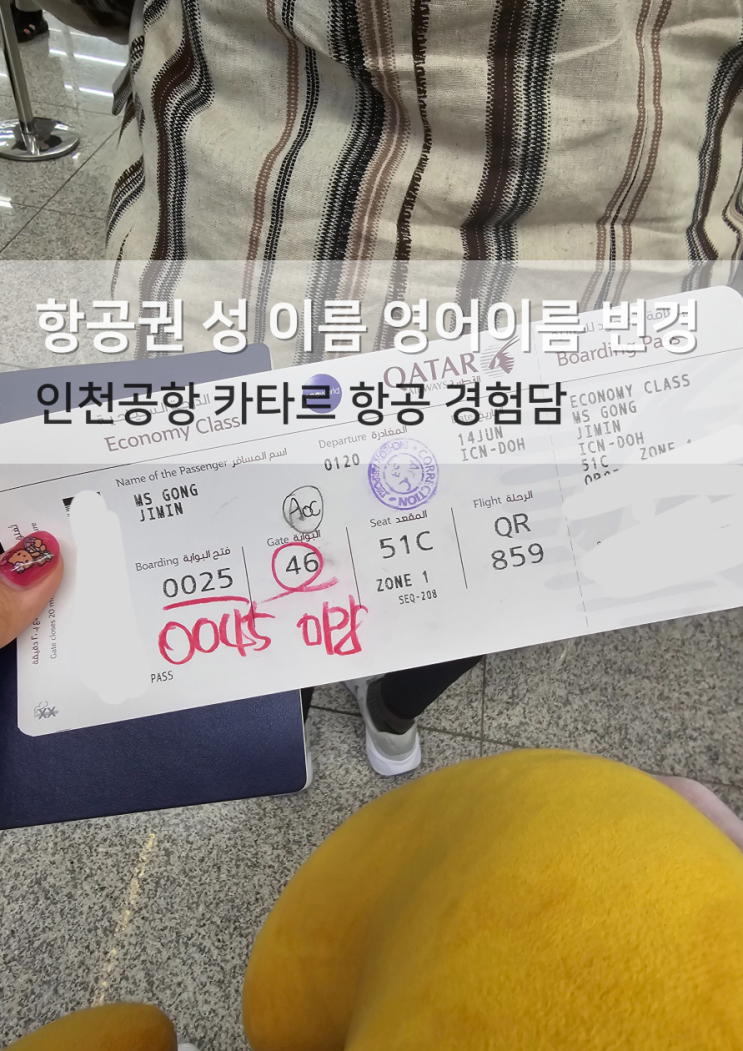 항공권 성 이름 영어이름 변경
인천공항 카타르 항공 경험담
QATAR
Boarding Pass
Economy Class
Name of the Passenger اسم المسافر
MS GONG
JIMIN
Departure المغادرة
0120
14JUN
ICN-DOH
CORRECTION
AOC
Boarding فتح البوابة
0025
Gate البوابة
46
Seat المقعد
51C
Flight الرحلة
QR
859
ZONE 1
SEQ-208
0045 마감
PASS
ECONOMY CLASS
MS GONG
JIMIN
ICN-DOH
51C ZONE